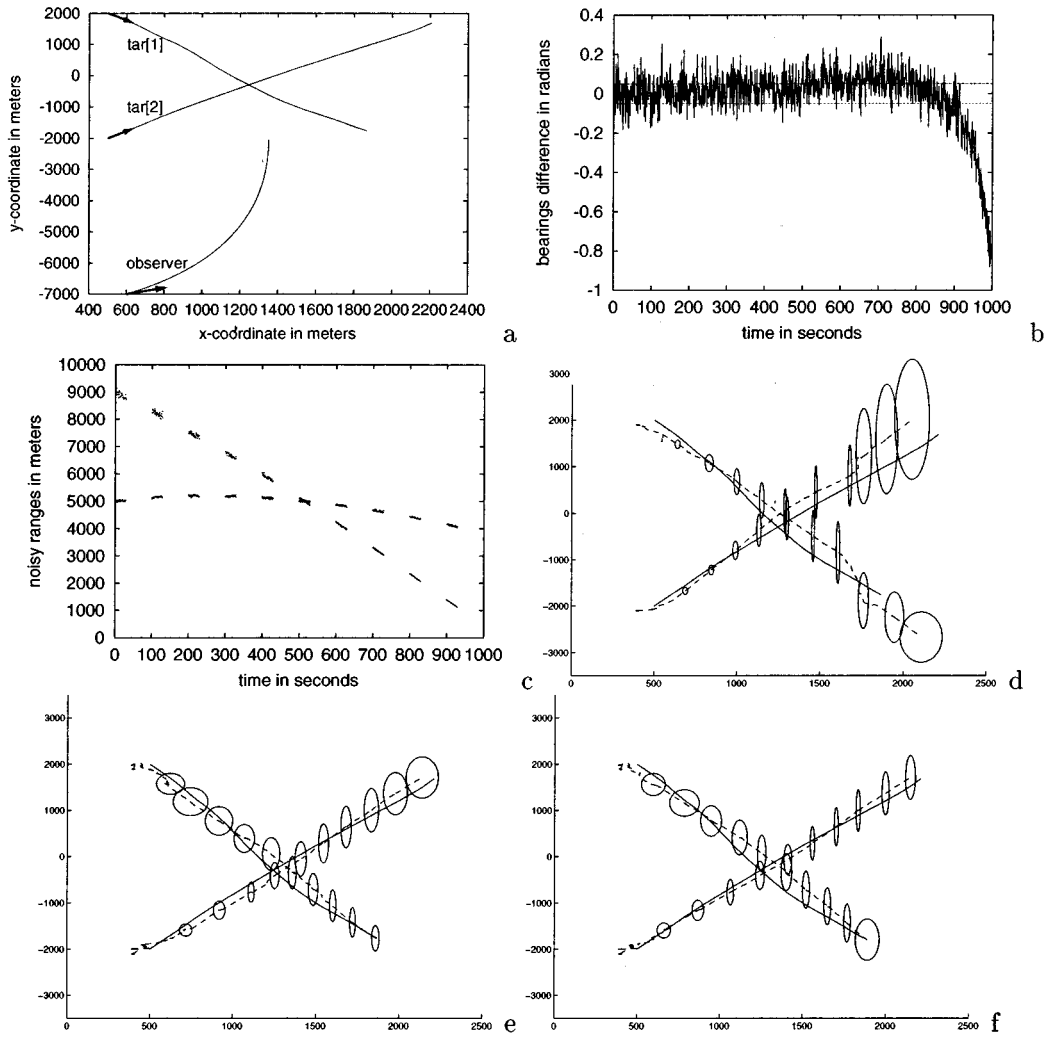 2000
1000
0
-1000
-2000
-3000
-4000
-5000
-6000
-7000
y-coordinate in meters
tar[1]
tar[2]
observer
400 600 800 1000 1200 1400 1600 1800 2000 2200 2400
x-coordinate in meters
a
0.4
0.2
0
-0.2
-0.4
-0.6
-0.8
-1
bearings difference in radians
0 100 200 300 400 500 600 700 800 900 1000
time in seconds
b
10000
9000
8000
7000
6000
5000
4000
3000
2000
1000
0
noisy ranges in meters
0 100 200 300 400 500 600 700 800 900 1000
time in seconds
c
3000
2000
1000
0
-1000
-2000
-3000
0 500 1000 1500 2000 2500
d
3000
2000
1000
0
-1000
-2000
-3000
0 500 1000 1500 2000 2500
e
3000
2000
1000
0
-1000
-2000
-3000
0 500 1000 1500 2000 2500
f